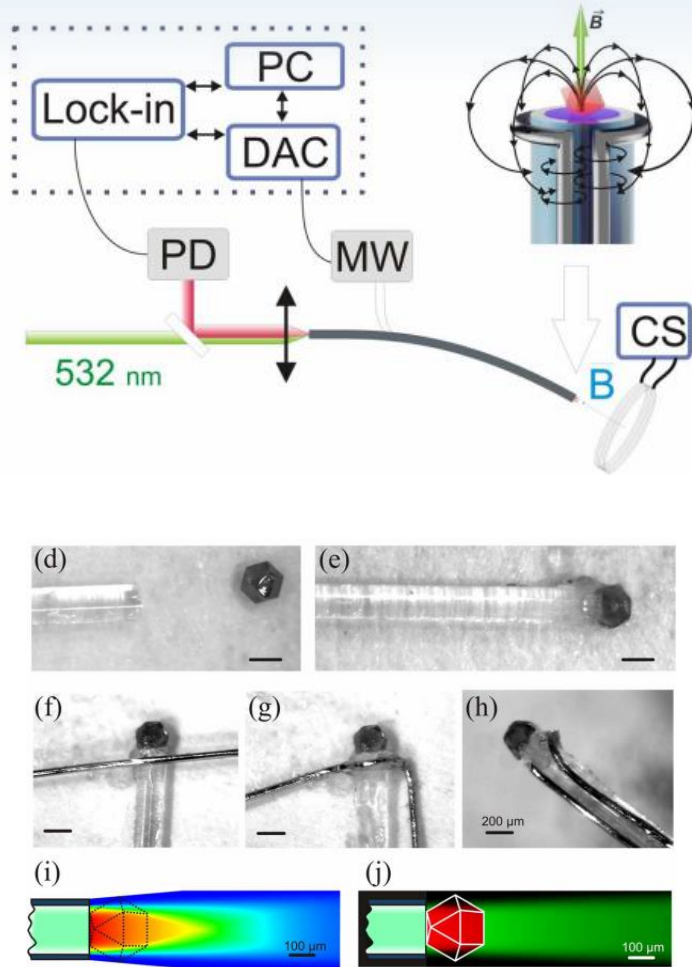 B
PC
Lock-in
DAC
PD
MW
532 nm
CS
B
(d)
(e)
(f)
(g)
(h)
200 µm
(i)
(j)
100 µm
100 µm